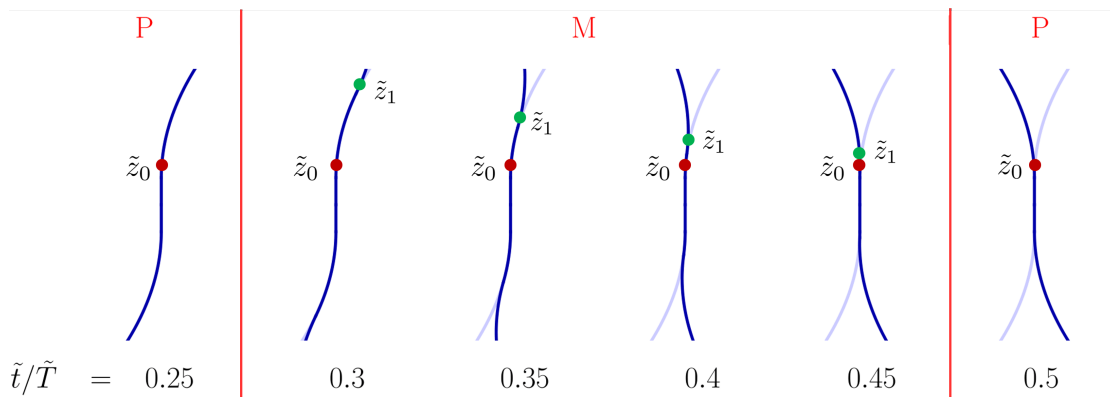 P M P
z̃₁
z̃₁
z̃₁
z̃₁
z̃₀ z̃₀ z̃₀ z̃₀ z̃₀ z̃₀
t̃/T̃ = 0.25 0.3 0.35 0.4 0.45 0.5